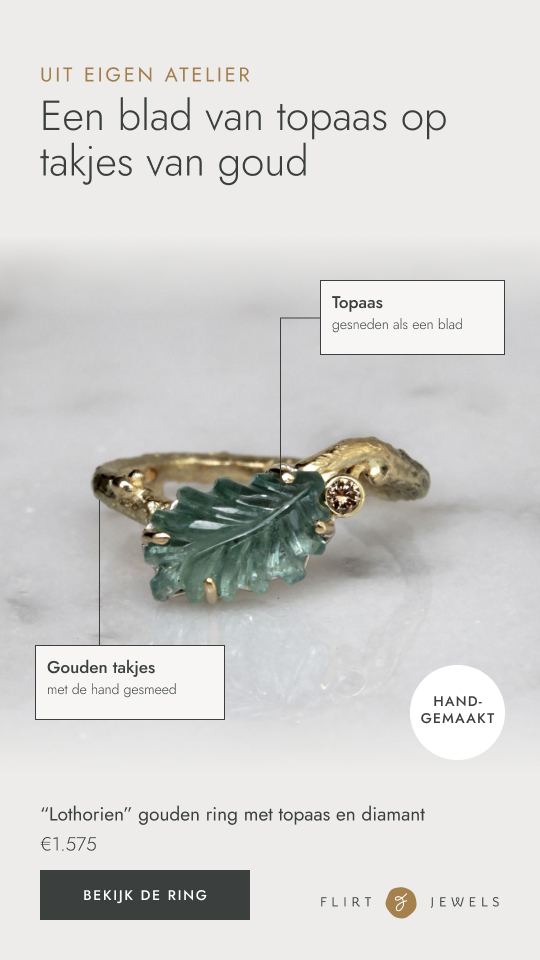 UIT EIGEN ATELIER
Een blad van topaas op
takjes van goud
Topaas
gesneden als een blad
Gouden takjes
met de hand gesmeed
HAND-
GEMAAKT
“Lothorien” gouden ring met topaas en diamant
€1.575
BEKIJK DE RING
FLIRT JEWELS